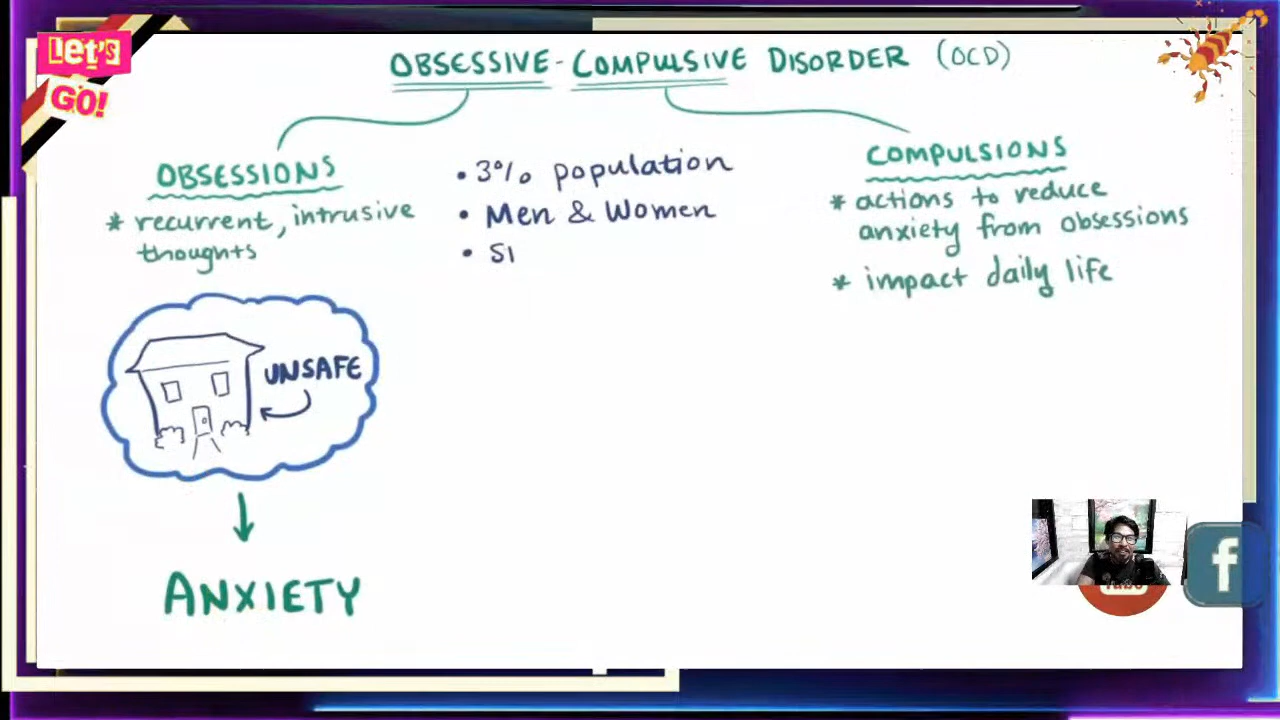 Let's
GO!
OBSESSIVE-COMPULSIVE DISORDER (OCD)
OBSESSIONS
* recurrent, intrusive
thoughts
• 3% population
• Men & Women
• SI
COMPULSIONS
* actions to reduce
anxiety from obsessions
* impact daily life
UNSAFE
ANXIETY
Tube
f